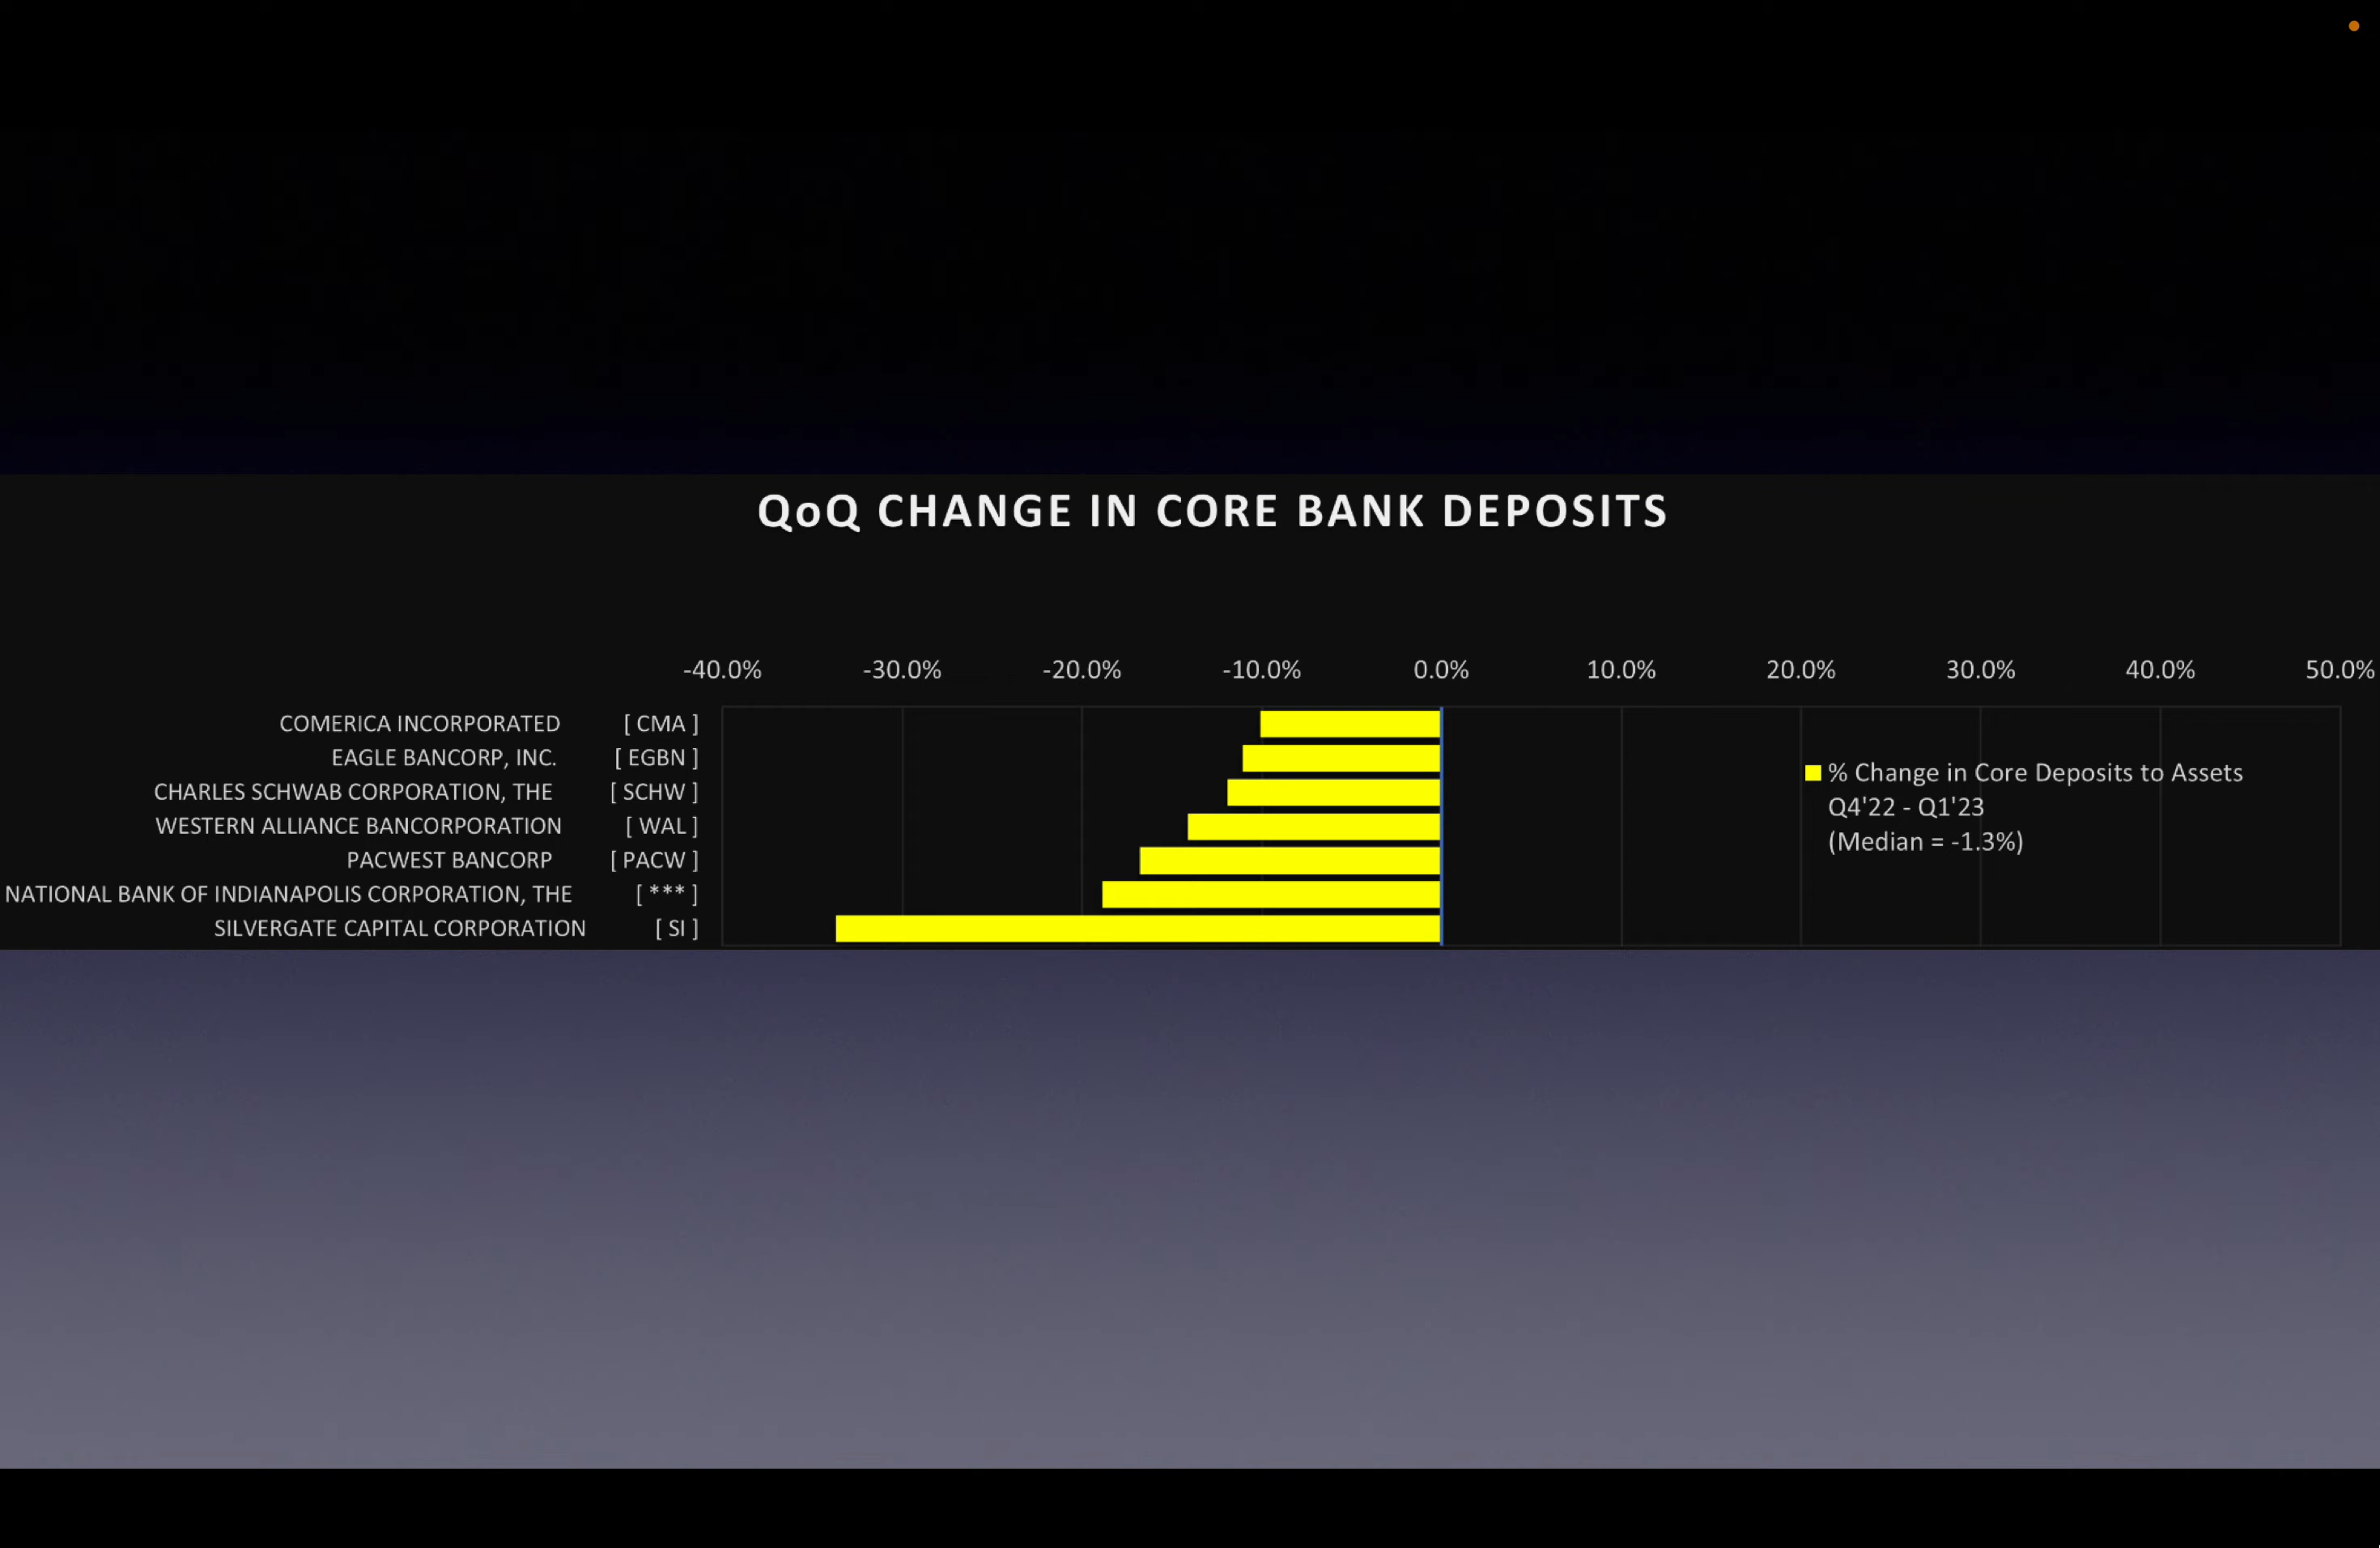 QoQ CHANGE IN CORE BANK DEPOSITS
-40.0% -30.0% -20.0% -10.0% 0.0% 10.0% 20.0% 30.0% 40.0% 50.0%
COMERICA INCORPORATED [ CMA ]
EAGLE BANCORP, INC. [ EGBN ]
CHARLES SCHWAB CORPORATION, THE [ SCHW ]
WESTERN ALLIANCE BANCORPORATION [ WAL ]
PACWEST BANCORP [ PACW ]
NATIONAL BANK OF INDIANAPOLIS CORPORATION, THE [ *** ]
SILVERGATE CAPITAL CORPORATION [ SI ]
% Change in Core Deposits to Assets
Q4'22 - Q1'23
(Median = -1.3%)